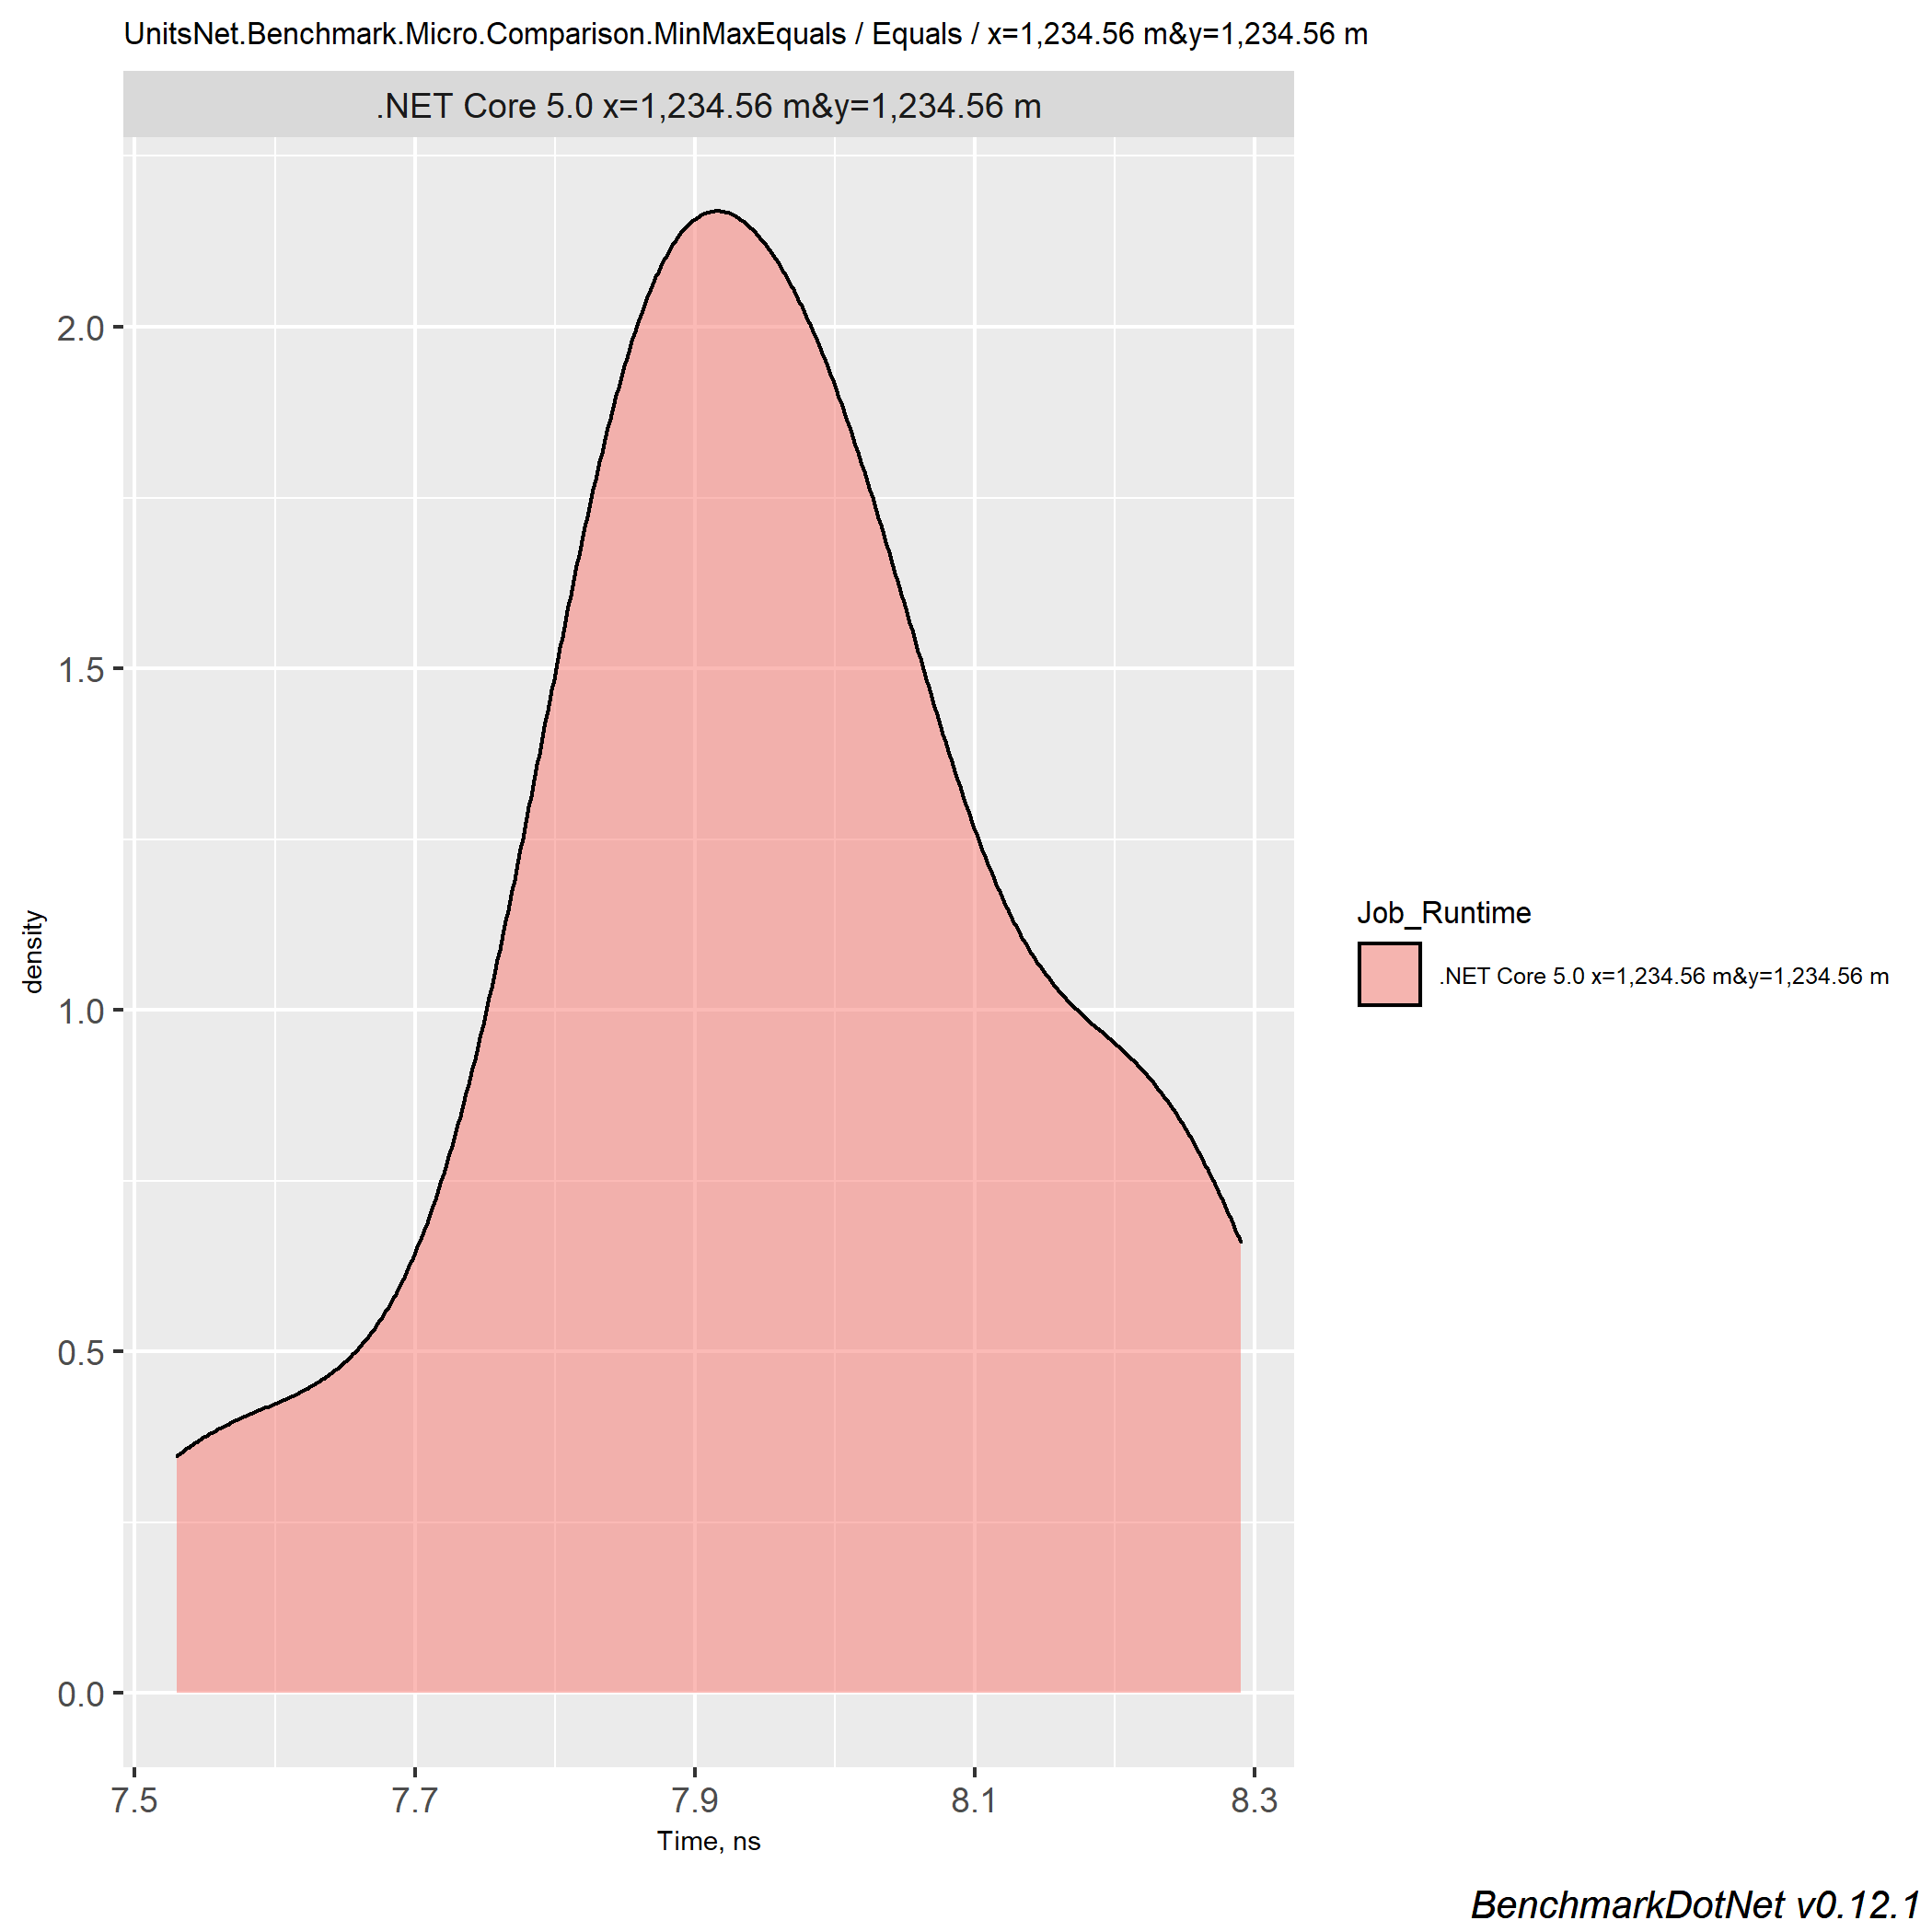 UnitsNet.Benchmark.Micro.Comparison.MinMaxEquals / Equals / x=1,234.56 m&y=1,234.56 m
.NET Core 5.0 x=1,234.56 m&y=1,234.56 m
2.0
1.5
1.0
0.5
0.0
density
7.5 7.7 7.9 8.1 8.3
Time, ns
Job_Runtime
.NET Core 5.0 x=1,234.56 m&y=1,234.56 m
BenchmarkDotNet v0.12.1